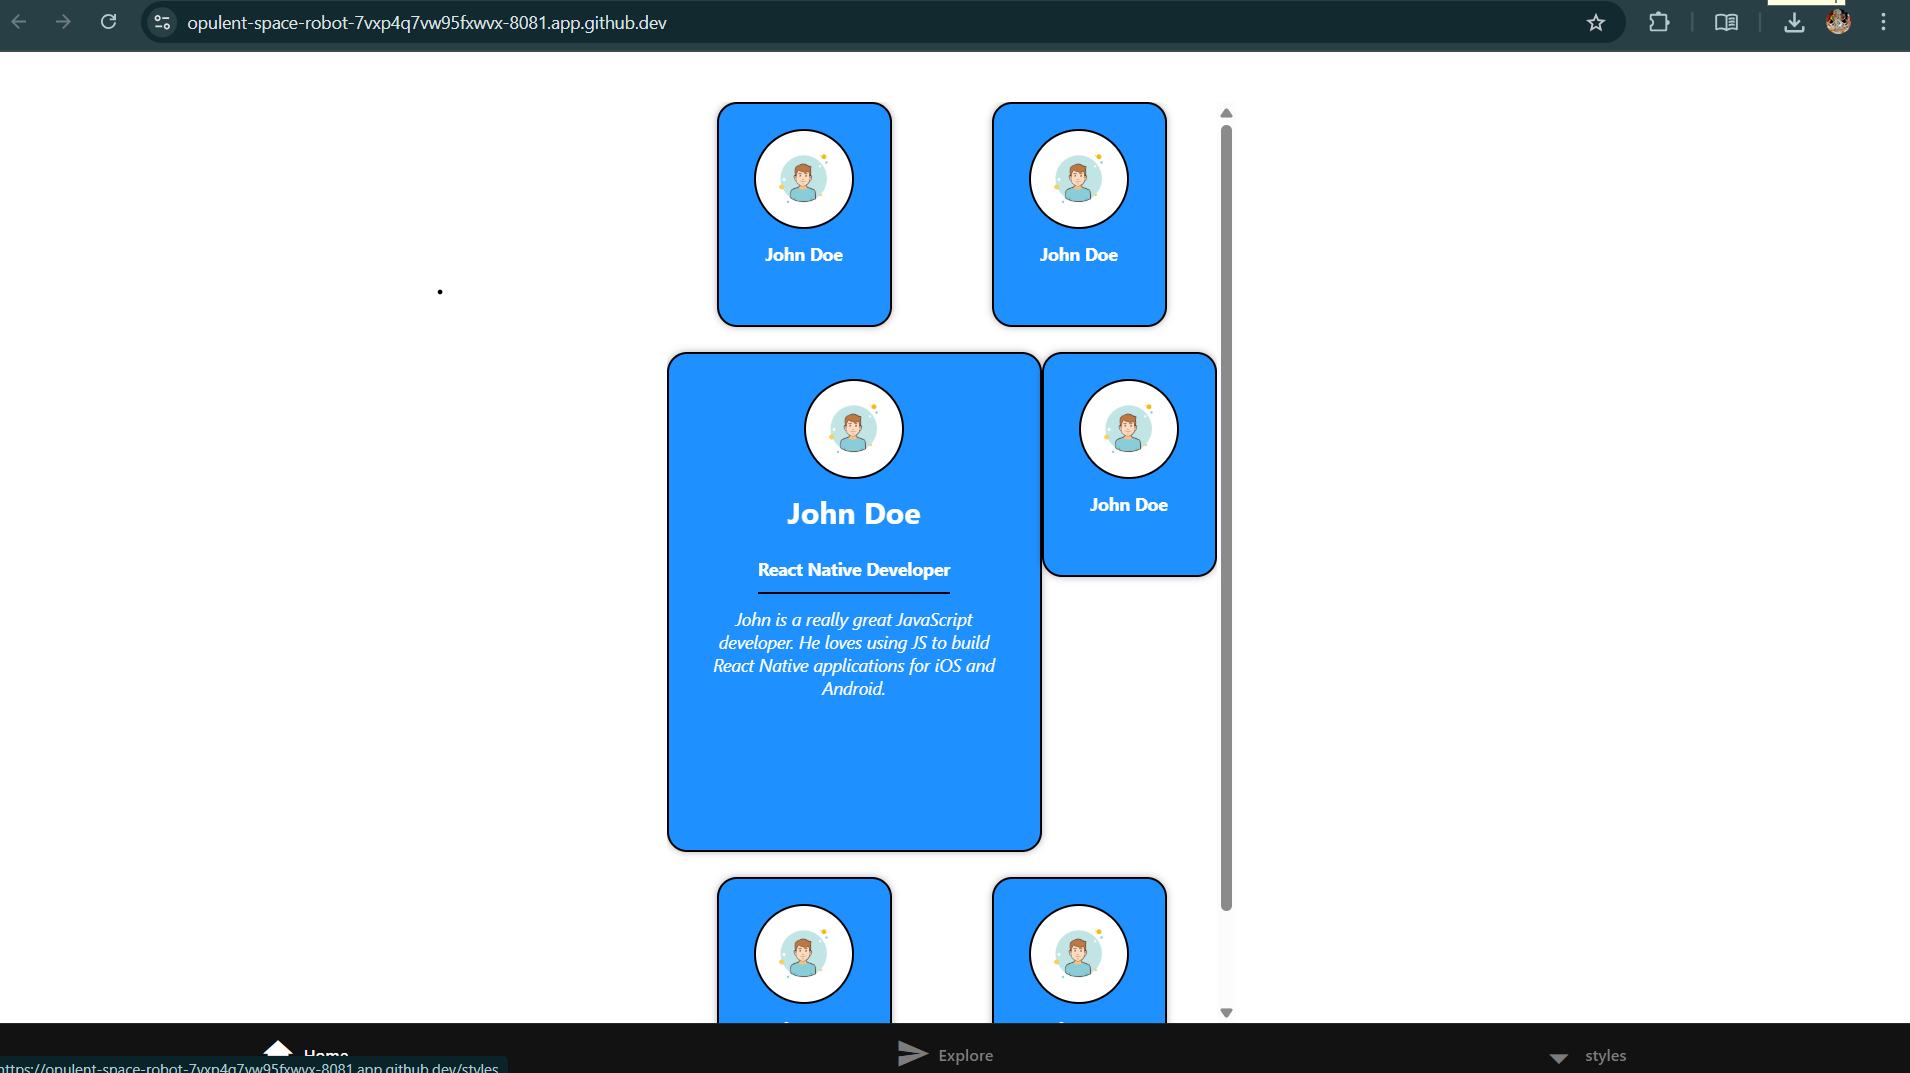 opulent-space-robot-7vxp4q7vw95fxwvx-8081.app.github.dev
John Doe
John Doe
John Doe
React Native Developer
John is a really great JavaScript
developer. He loves using JS to build
React Native applications for iOS and
Android.
John Doe
Home
Explore
styles
https://opulent-space-robot-7vxp4q7vw95fxwvx-8081.app.github.dev/styles